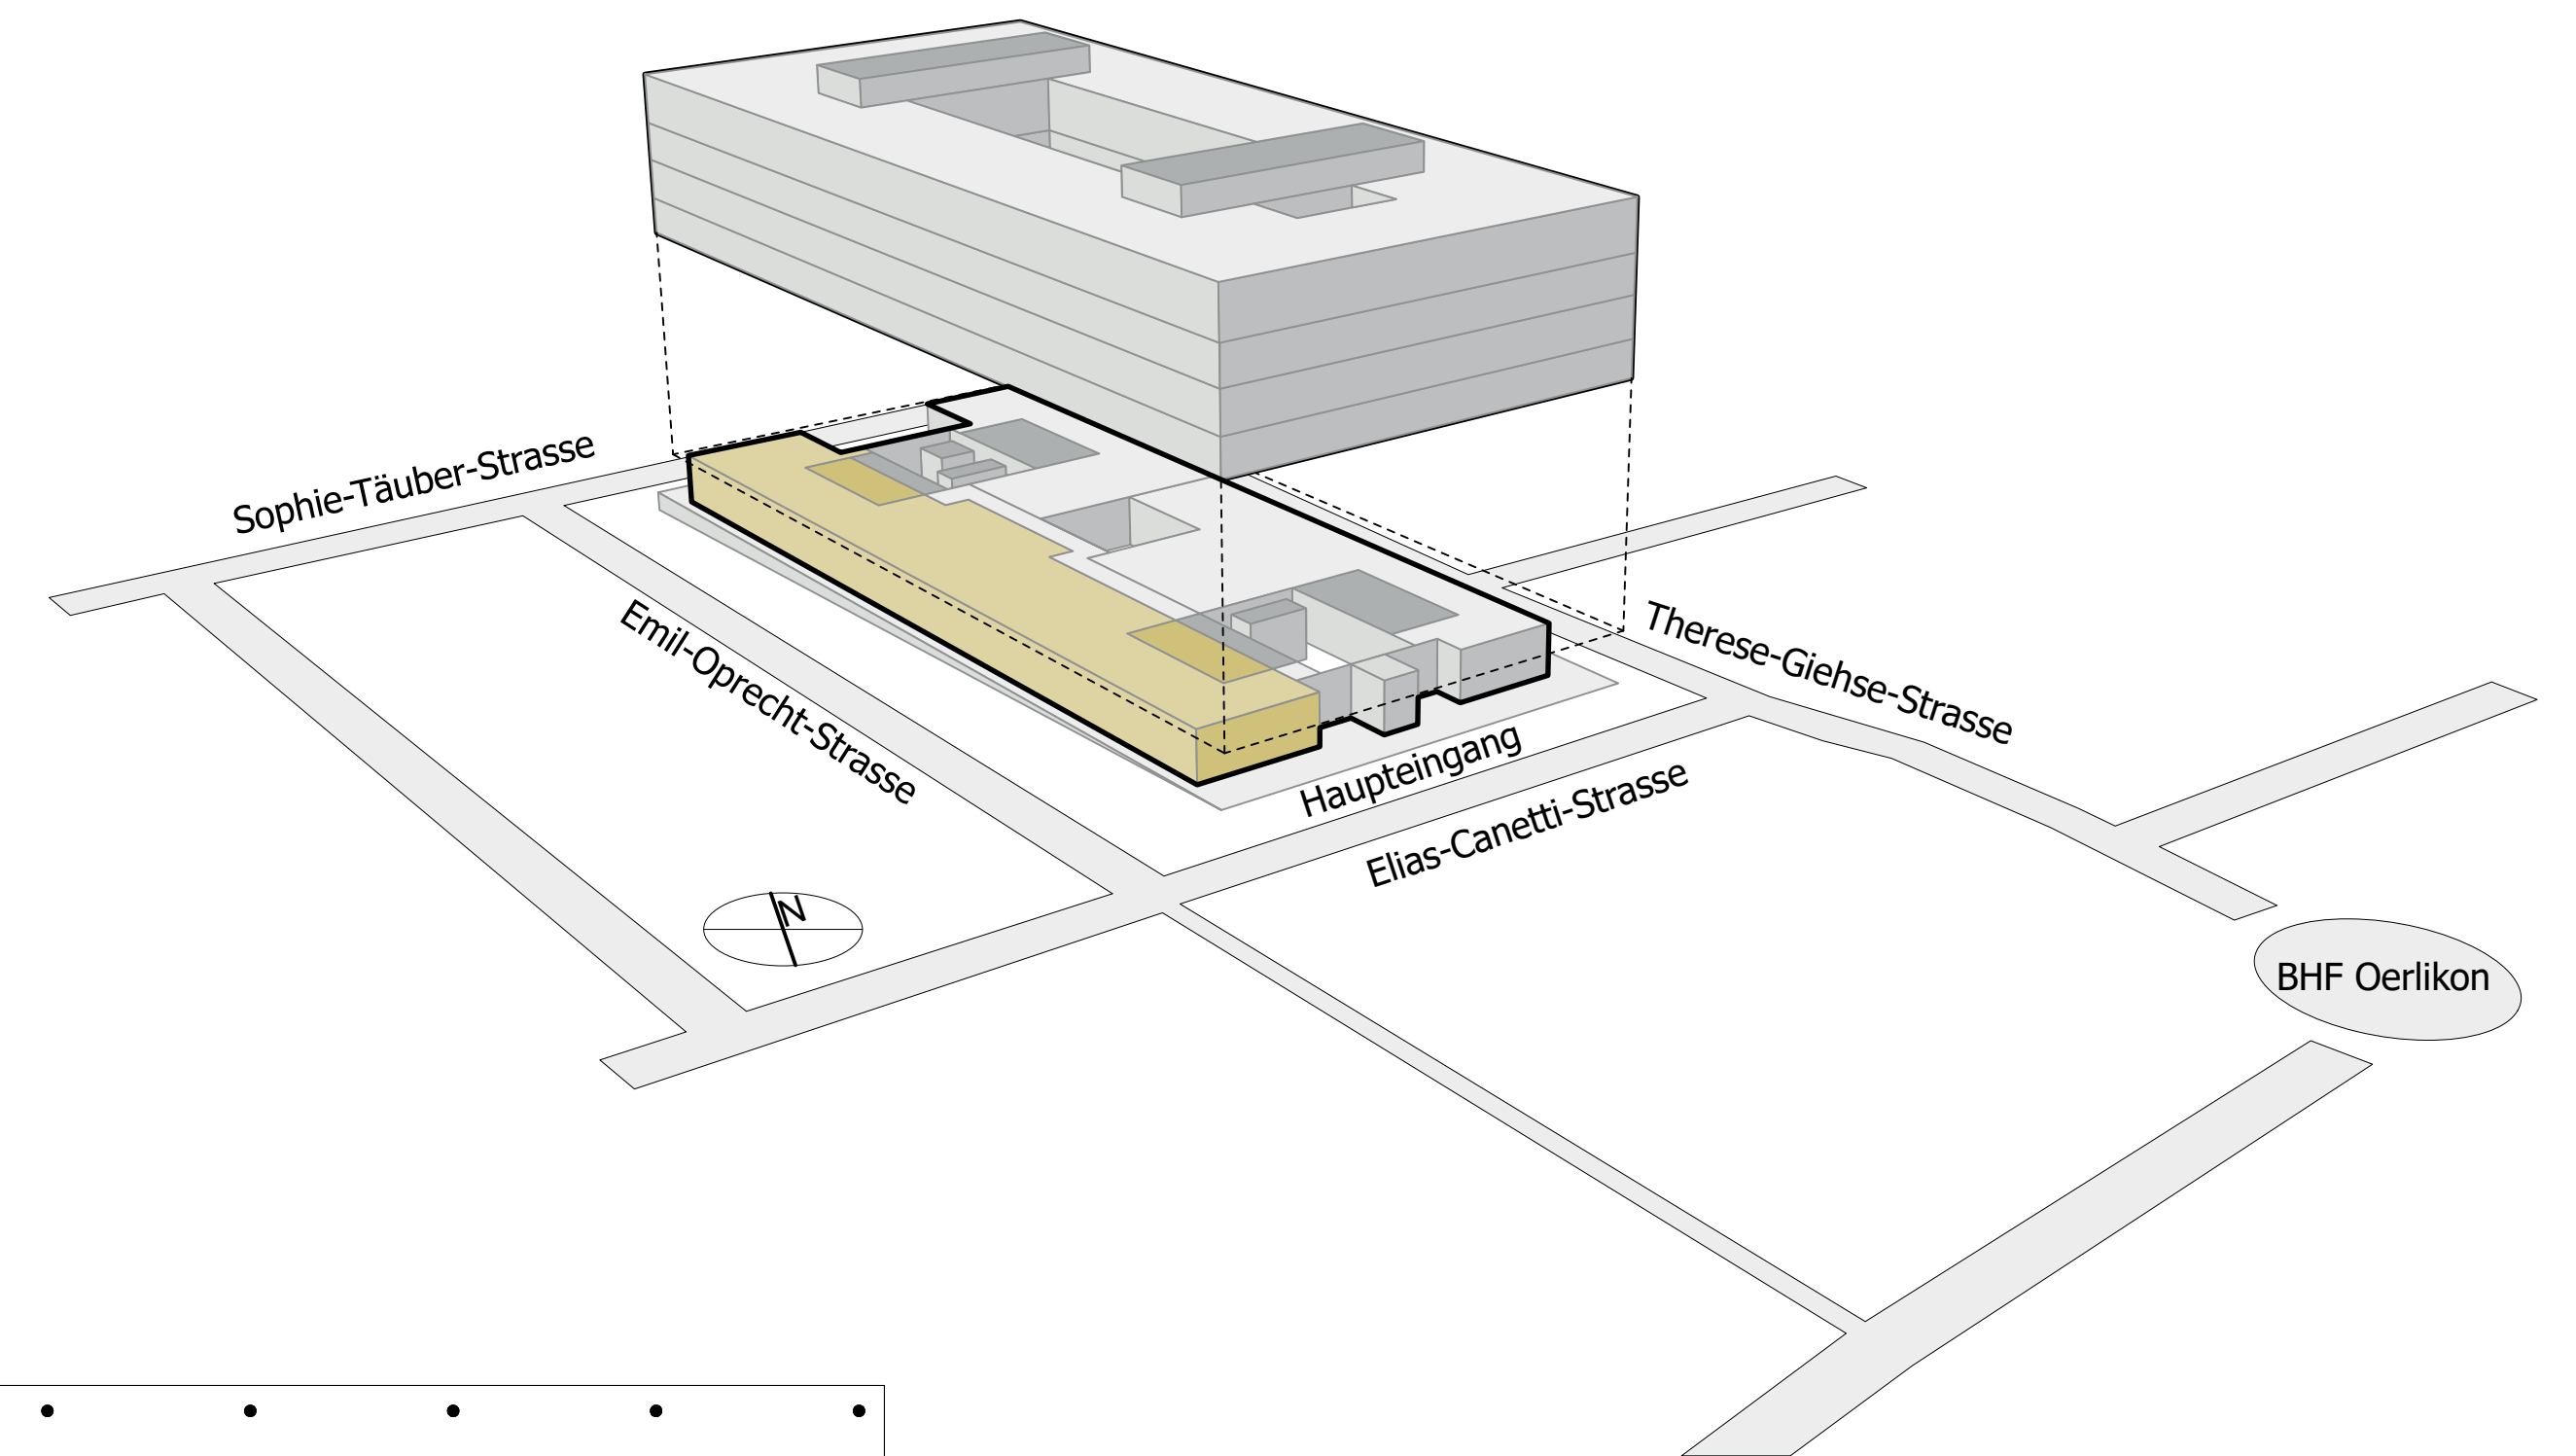 Sophie-Täuber-Strasse
Emil-Oprecht-Strasse
Therese-Giehse-Strasse
Haupteingang
Elias-Canetti-Strasse
N
BHF Oerlikon